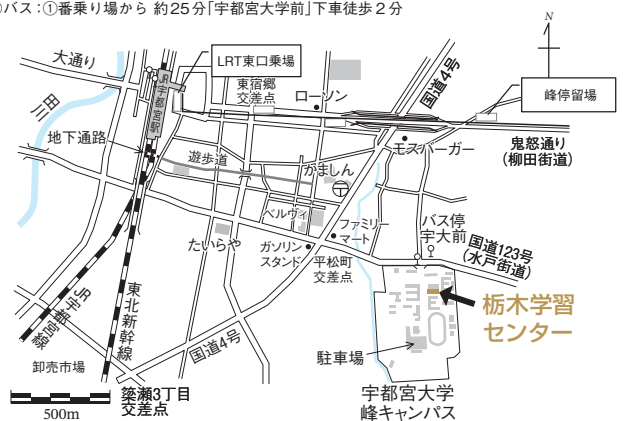 バス：①番乗り場から 約25分「宇都宮大学前」下車徒歩２分
N
大通り
LRT東口乗場
東宿郷
交差点
ローソン
国道4号
峰停留場
田川
JR宇都宮駅
地下通路
遊歩道
かましん
モスバーガー
鬼怒通り
(柳田街道)
ベルヴィ
ファミリー
マート
バス停
宇大前
国道123号
(水戸街道)
たいらや
ガソリン
スタンド
平松町
交差点
栃木学習
センター
JR宇都宮線
東北新幹線
国道4号
駐車場
卸売市場
簗瀬3丁目
交差点
500m
宇都宮大学
峰キャンパス